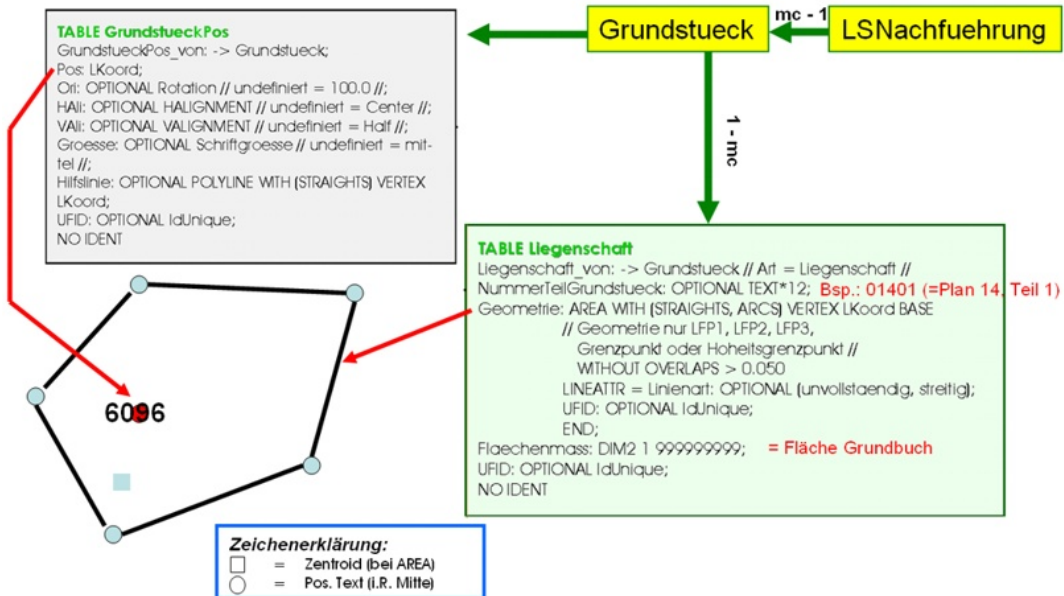 TABLE GrundstueckPos
GrundstueckPos_von: -> Grundstueck;
Pos: LKoord;
Ori: OPTIONAL Rotation // undefiniert = 100.0 //;
HAli: OPTIONAL HALIGNMENT // undefiniert = Center //;
VAli: OPTIONAL VALIGNMENT // undefiniert = Half //;
Groesse: OPTIONAL Schriftgroesse // undefiniert = mit-
tel //;
Hilfslinie: OPTIONAL POLYLINE WITH (STRAIGHTS) VERTEX
LKoord;
UFID: OPTIONAL IdUnique;
NO IDENT
Grundstueck
mc - 1
LSNachfuehrung
1 - mc
TABLE Liegenschaft
Liegenschaft_von: -> Grundstueck // Art = Liegenschaft //
NummerTeilGrundstueck: OPTIONAL TEXT*12; Bsp.: 01401 (=Plan 14, Teil 1)
Geometrie: AREA WITH (STRAIGHTS, ARCS) VERTEX LKoord BASE
// Geometrie nur LFP1, LFP2, LFP3,
Grenzpunkt oder Hoheitsgrenzpunkt //
WITHOUT OVERLAPS > 0.050
LINEATTR = Linienart: OPTIONAL (unvollstaendig, streitig);
UFID: OPTIONAL IdUnique;
END;
Flaechenmass: DIM2 1 999999999; = Fläche Grundbuch
UFID: OPTIONAL IdUnique;
NO IDENT
6096
Zeichenerklärung:
= Zentroid (bei AREA)
= Pos. Text (i.R. Mitte)